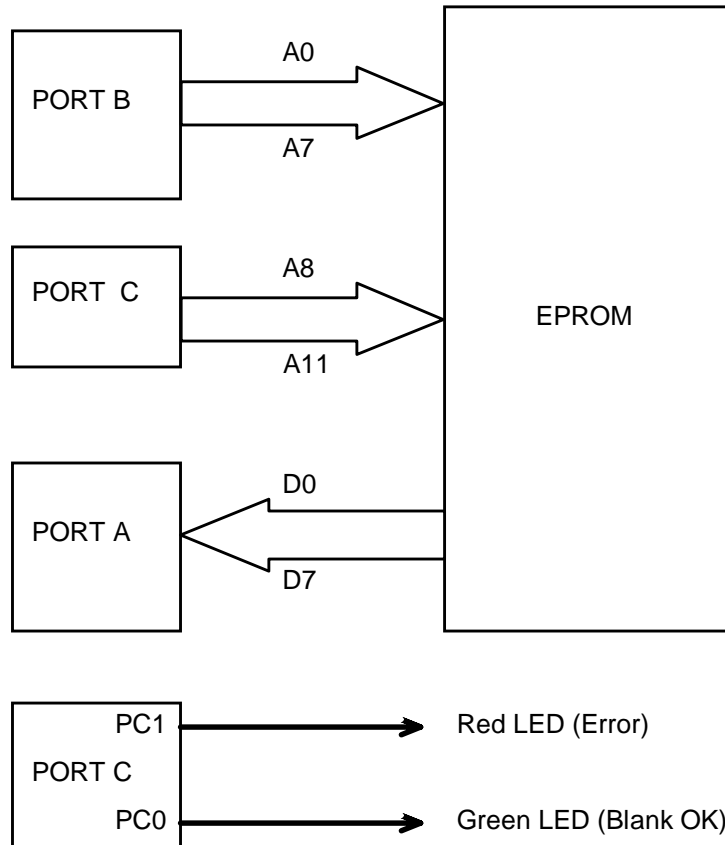 A0
PORT B
A7
A8
PORT C
EPROM
A11
D0
PORT A
D7
PC1
Red LED (Error)
PORT C
PC0
Green LED (Blank OK)